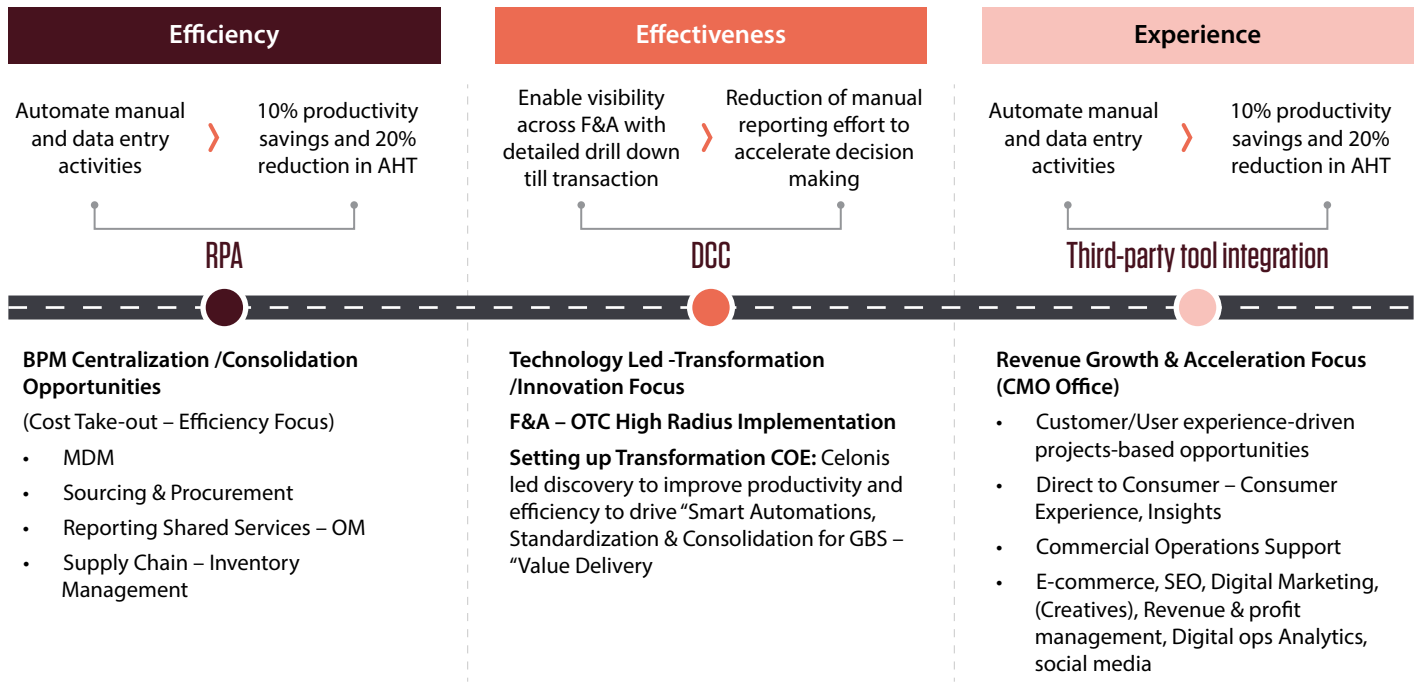 Efficiency
Automate manual
and data entry
activities
10% productivity
savings and 20%
reduction in AHT
RPA
BPM Centralization /Consolidation
Opportunities
(Cost Take-out – Efficiency Focus)
• MDM
• Sourcing & Procurement
• Reporting Shared Services – OM
• Supply Chain – Inventory
Management
Effectiveness
Enable visibility
across F&A with
detailed drill down
till transaction
Reduction of manual
reporting effort to
accelerate decision
making
DCC
Technology Led -Transformation
/Innovation Focus
F&A – OTC High Radius Implementation
Setting up Transformation COE: Celonis
led discovery to improve productivity and
efficiency to drive “Smart Automations,
Standardization & Consolidation for GBS –
“Value Delivery
Experience
Automate manual
and data entry
activities
10% productivity
savings and 20%
reduction in AHT
Third-party tool integration
Revenue Growth & Acceleration Focus
(CMO Office)
• Customer/User experience-driven
projects-based opportunities
• Direct to Consumer – Consumer
Experience, Insights
• Commercial Operations Support
• E-commerce, SEO, Digital Marketing,
(Creatives), Revenue & profit
management, Digital ops Analytics,
social media